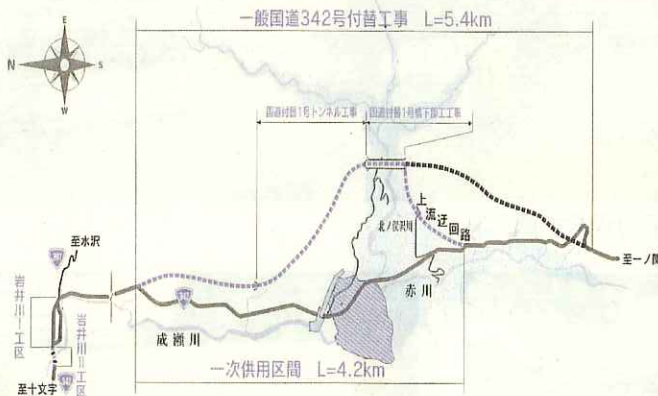 一般国道342号付替工事 L=5.4km
E
N
S
W
国道付替1号トンネル工事
国道付替1号橋下部工工事
上流迂回路
北ノ俣沢川
至水沢
397
至一ノ関
342
赤川
岩井川I工区
岩井川II工区
成瀬川
一次供用区間 L=4.2km
至十文字
342